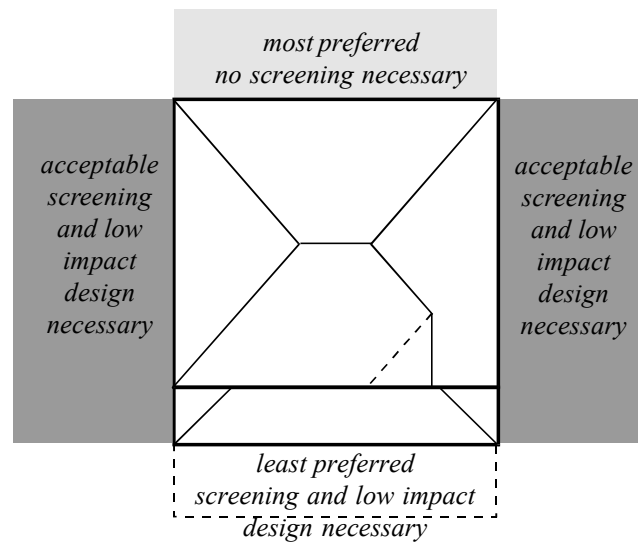 most preferred
no screening necessary
acceptable
screening
and low
impact
design
necessary
acceptable
screening
and low
impact
design
necessary
least preferred
screening and low impact
design necessary